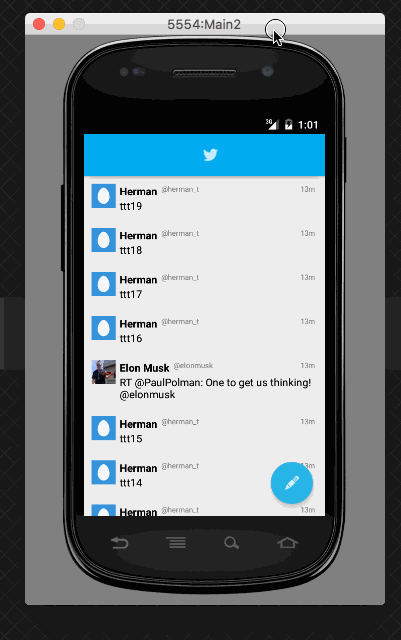 5554:Main2
3G 1:01
Herman @herman_t 13m
ttt19
Herman @herman_t 13m
ttt18
Herman @herman_t 13m
ttt17
Herman @herman_t 13m
ttt16
Elon Musk @elonmusk 13m
RT @PaulPolman: One to get us thinking!
@elonmusk
Herman @herman_t 13m
ttt15
Herman @herman_t 13m
ttt14
Herman @herman_t 13m